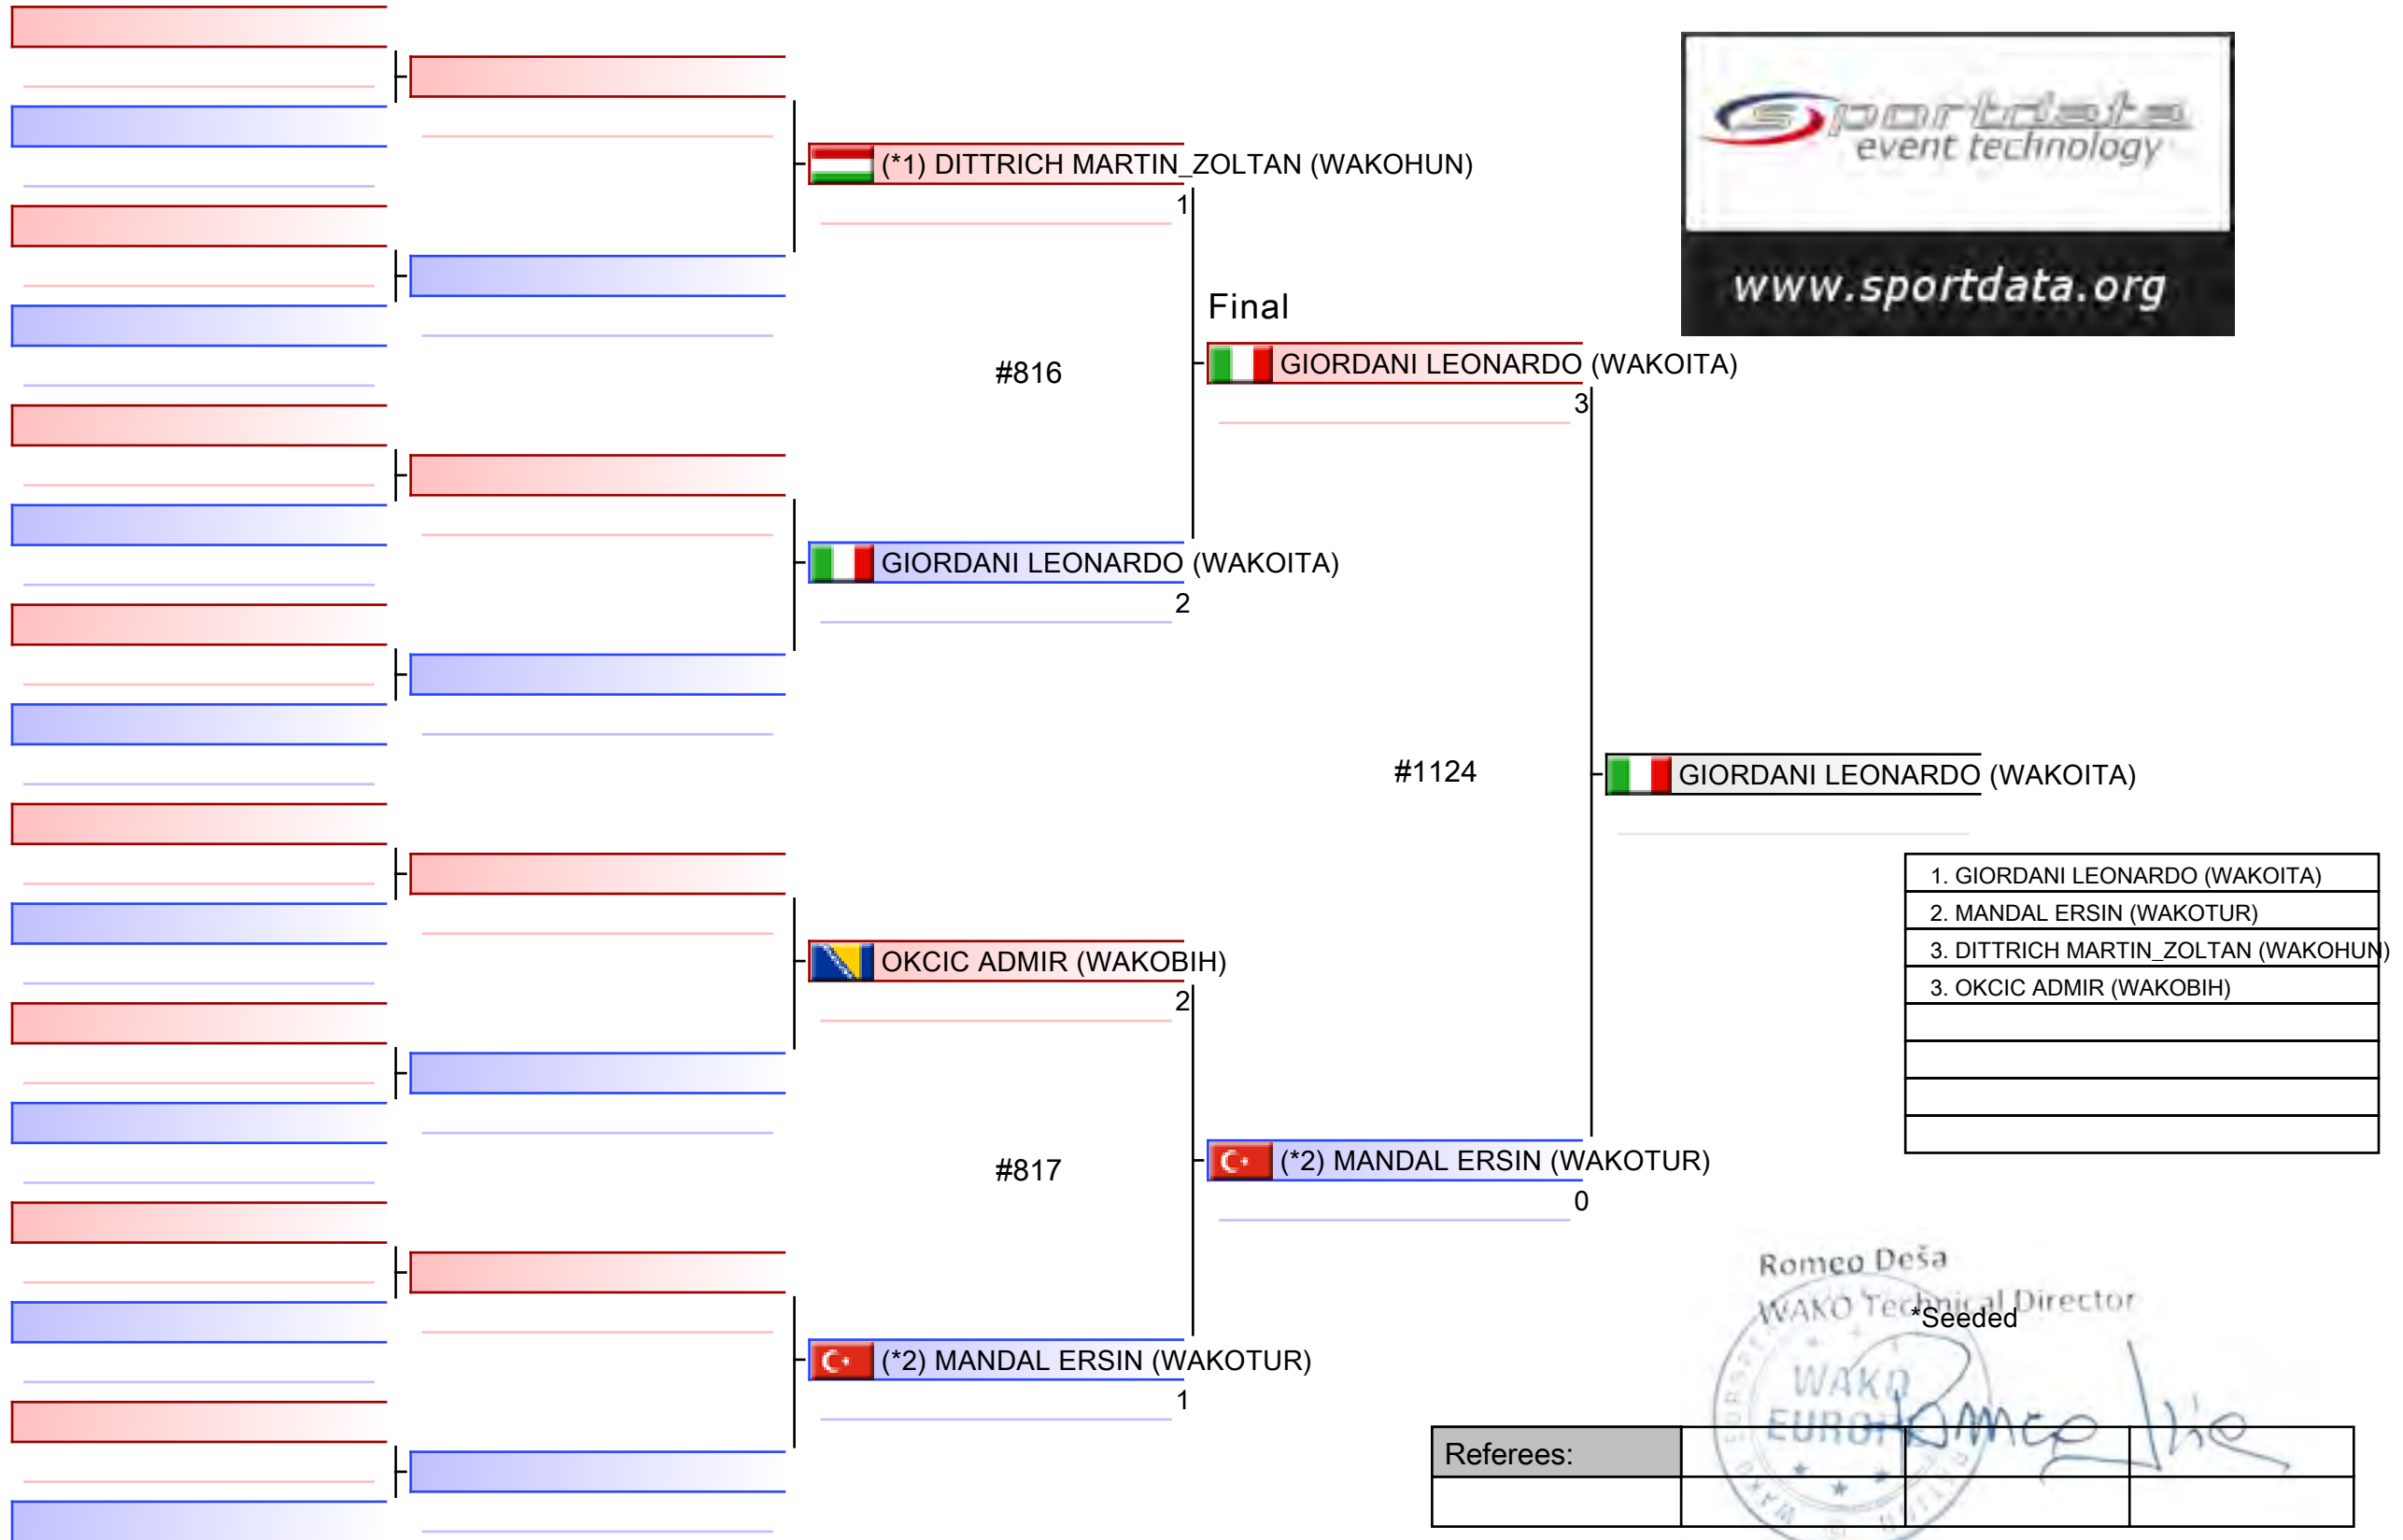 sportdata
event technology
www.sportdata.org
(*1) DITTRICH MARTIN_ZOLTAN (WAKOHUN)
1
Final
#816
GIORDANI LEONARDO (WAKOITA)
3
GIORDANI LEONARDO (WAKOITA)
2
#1124
GIORDANI LEONARDO (WAKOITA)
1. GIORDANI LEONARDO (WAKOITA)
2. MANDAL ERSIN (WAKOTUR)
3. DITTRICH MARTIN_ZOLTAN (WAKOHUN)
3. OKCIC ADMIR (WAKOBIH)
OKCIC ADMIR (WAKOBIH)
2
#817
(*2) MANDAL ERSIN (WAKOTUR)
0
(*2) MANDAL ERSIN (WAKOTUR)
1
Romeo Deša
WAKO Technical Director
*Seeded
WAKO
EUROPE
Referees: